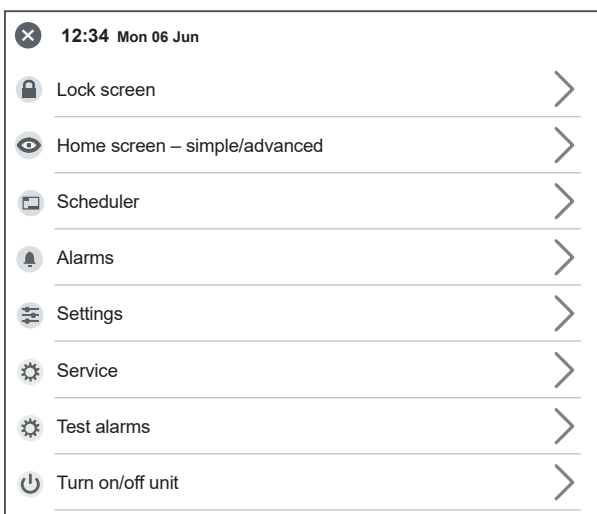 12:34 Mon 06 Jun
Lock screen
Home screen – simple/advanced
Scheduler
Alarms
Settings
Service
Test alarms
Turn on/off unit